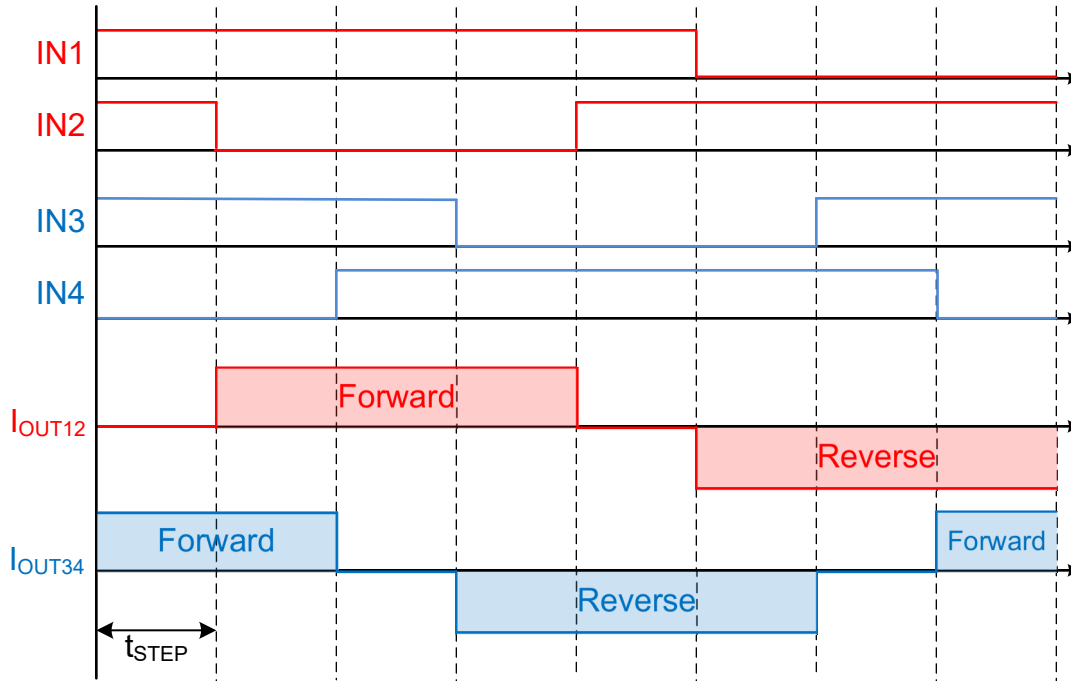 IN1
IN2
IN3
IN4
Forward
IOUT12
Reverse
Forward
Forward
IOUT34
Reverse
tSTEP